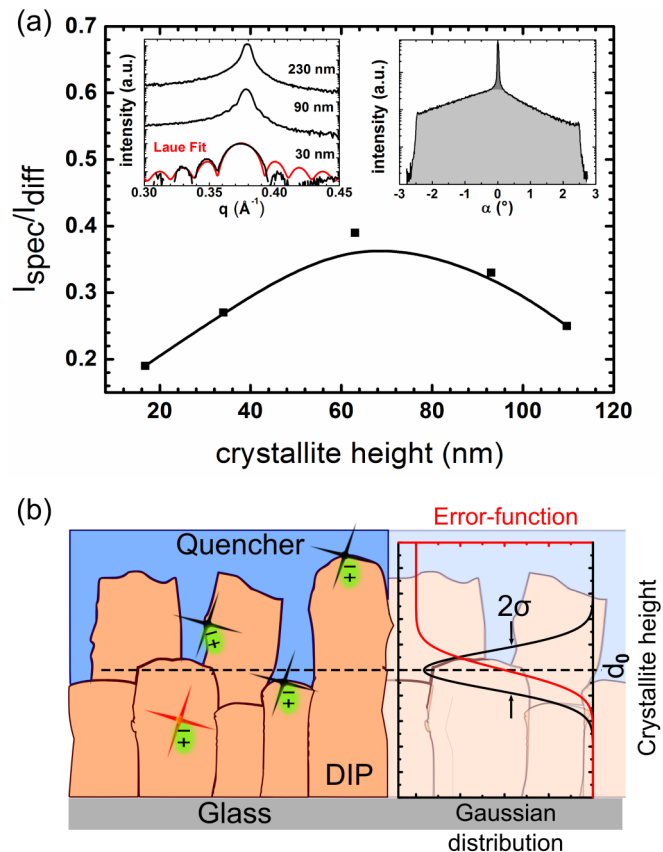 (a)
0.7
0.6
0.5
0.4
0.3
0.2
I_spec/I_diff
20 40 60 80 100 120
crystallite height (nm)
intensity (a.u.)
230 nm
90 nm
Laue Fit
30 nm
0.30 0.35 0.40 0.45
q (Å⁻¹)
intensity (a.u.)
-3 -2 -1 0 1 2 3
α (°)
(b)
Error-function
Quencher
2σ
d₀
Crystallite height
− +
− +
− +
− +
DIP
Glass
Gaussian
distribution